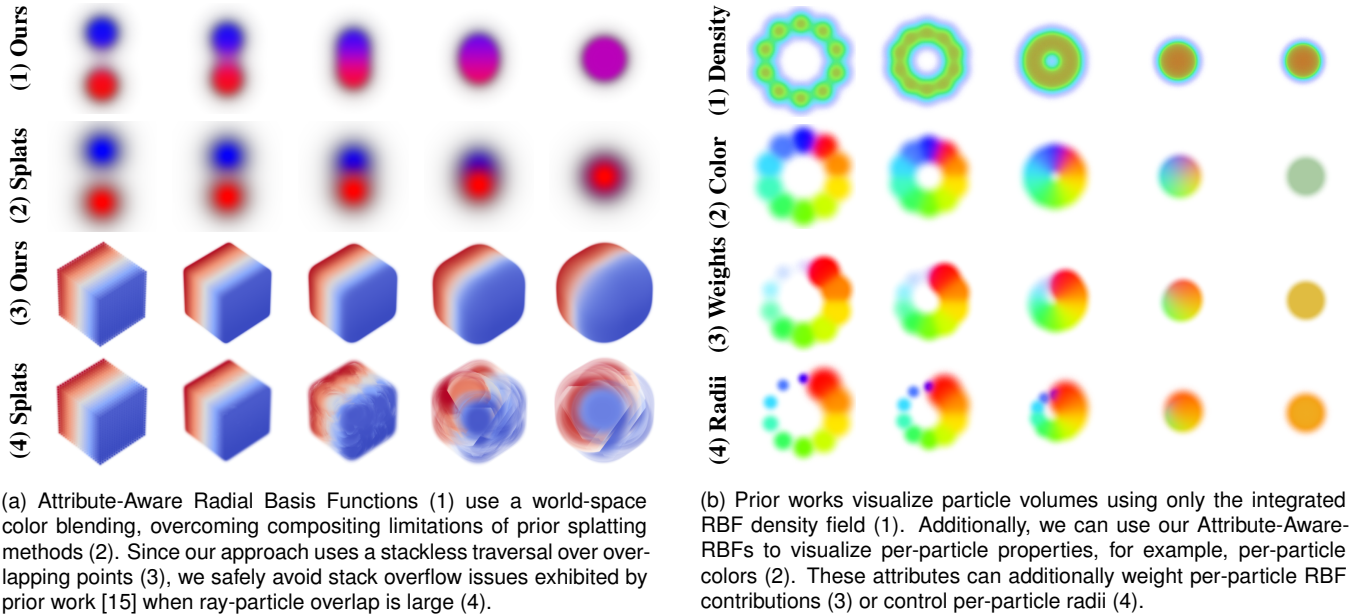 (1) Ours
(2) Splats
(3) Ours
(4) Splats
(a) Attribute-Aware Radial Basis Functions (1) use a world-space
color blending, overcoming compositing limitations of prior splatting
methods (2). Since our approach uses a stackless traversal over over-
lapping points (3), we safely avoid stack overflow issues exhibited by
prior work [15] when ray-particle overlap is large (4).
(1) Density
(2) Color
(3) Weights
(4) Radii
(b) Prior works visualize particle volumes using only the integrated
RBF density field (1). Additionally, we can use our Attribute-Aware-
RBFs to visualize per-particle properties, for example, per-particle
colors (2). These attributes can additionally weight per-particle RBF
contributions (3) or control per-particle radii (4).